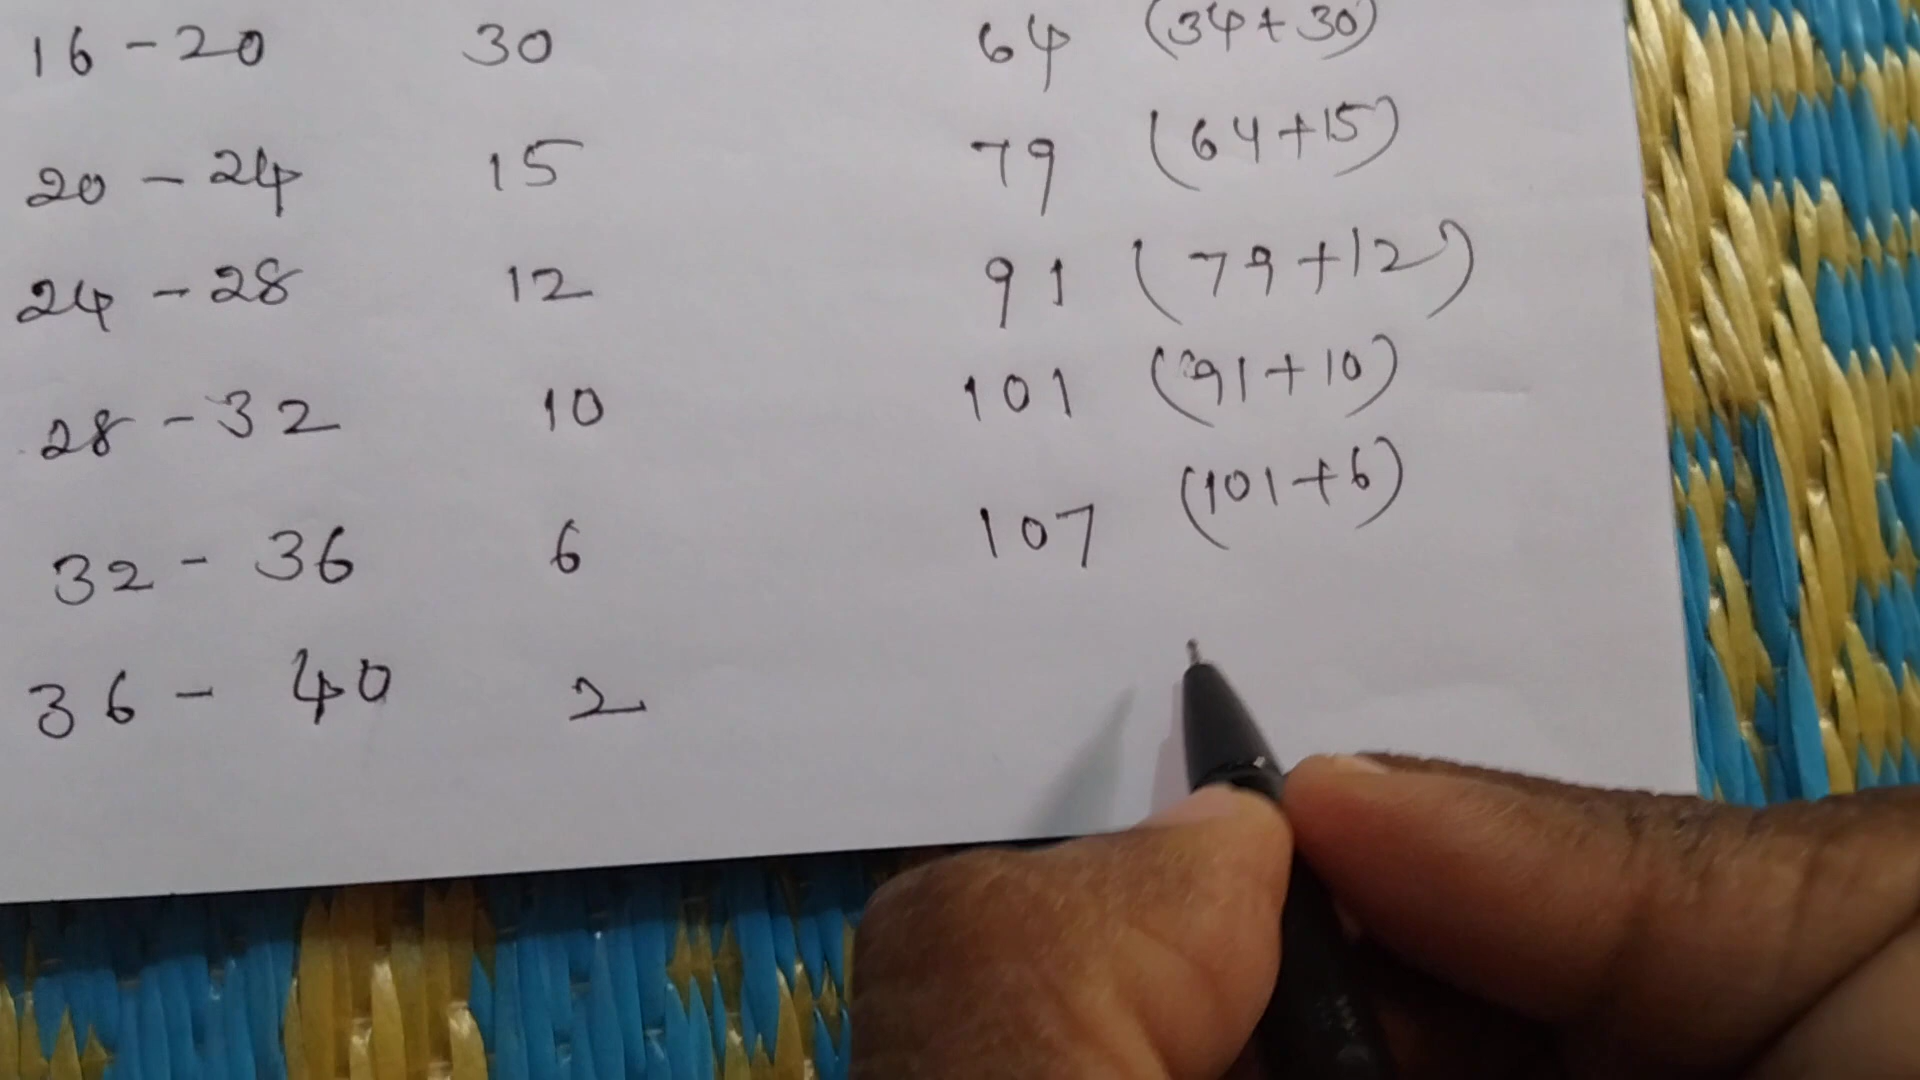 16 - 20 30 64 (34+30)
20 - 24 15 79 (64+15)
24 - 28 12 91 (79+12)
28 - 32 10 101 (91+10)
32 - 36 6 107 (101+6)
36 - 40 2